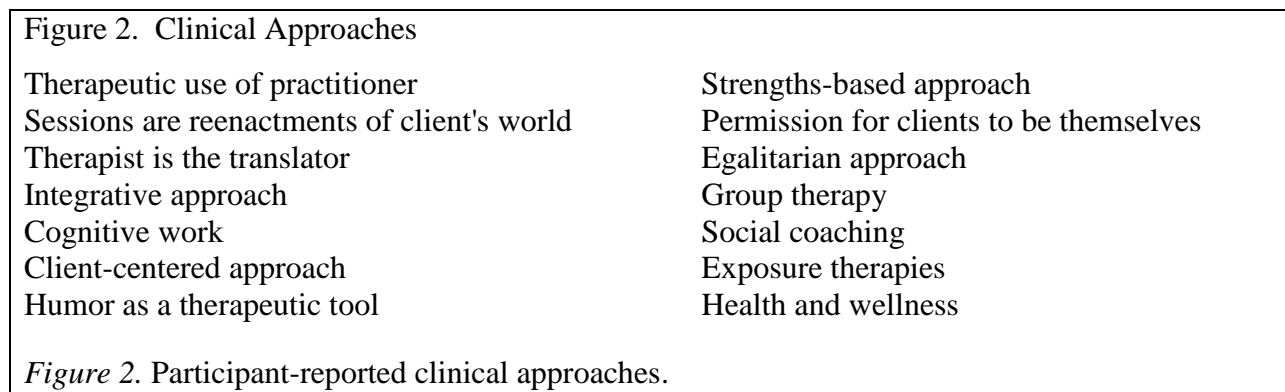 Figure 2. Clinical Approaches
Therapeutic use of practitioner
Sessions are reenactments of client's world
Therapist is the translator
Integrative approach
Cognitive work
Client-centered approach
Humor as a therapeutic tool
Strengths-based approach
Permission for clients to be themselves
Egalitarian approach
Group therapy
Social coaching
Exposure therapies
Health and wellness
Figure 2. Participant-reported clinical approaches.